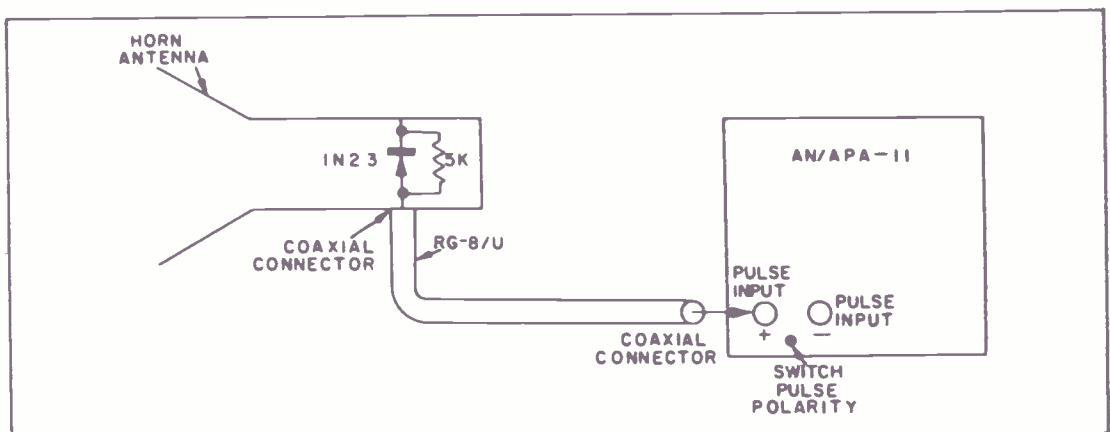 HORN
ANTENNA
IN23
5K
AN/APA-11
COAXIAL
CONNECTOR
RG-8/U
PULSE
INPUT
PULSE
INPUT
+
−
COAXIAL
CONNECTOR
SWITCH
PULSE
POLARITY